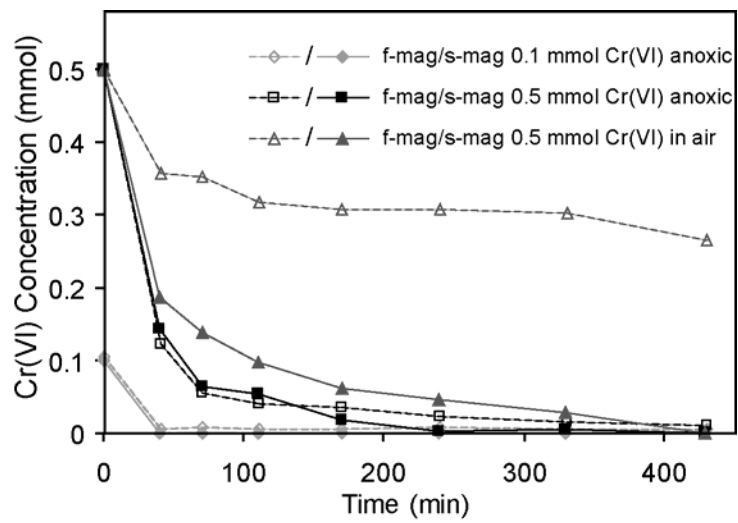 f-mag/s-mag 0.1 mmol Cr(VI) anoxic
f-mag/s-mag 0.5 mmol Cr(VI) anoxic
f-mag/s-mag 0.5 mmol Cr(VI) in air
Cr(VI) Concentration (mmol)
0.5
0.4
0.3
0.2
0.1
0
0 100 200 300 400
Time (min)